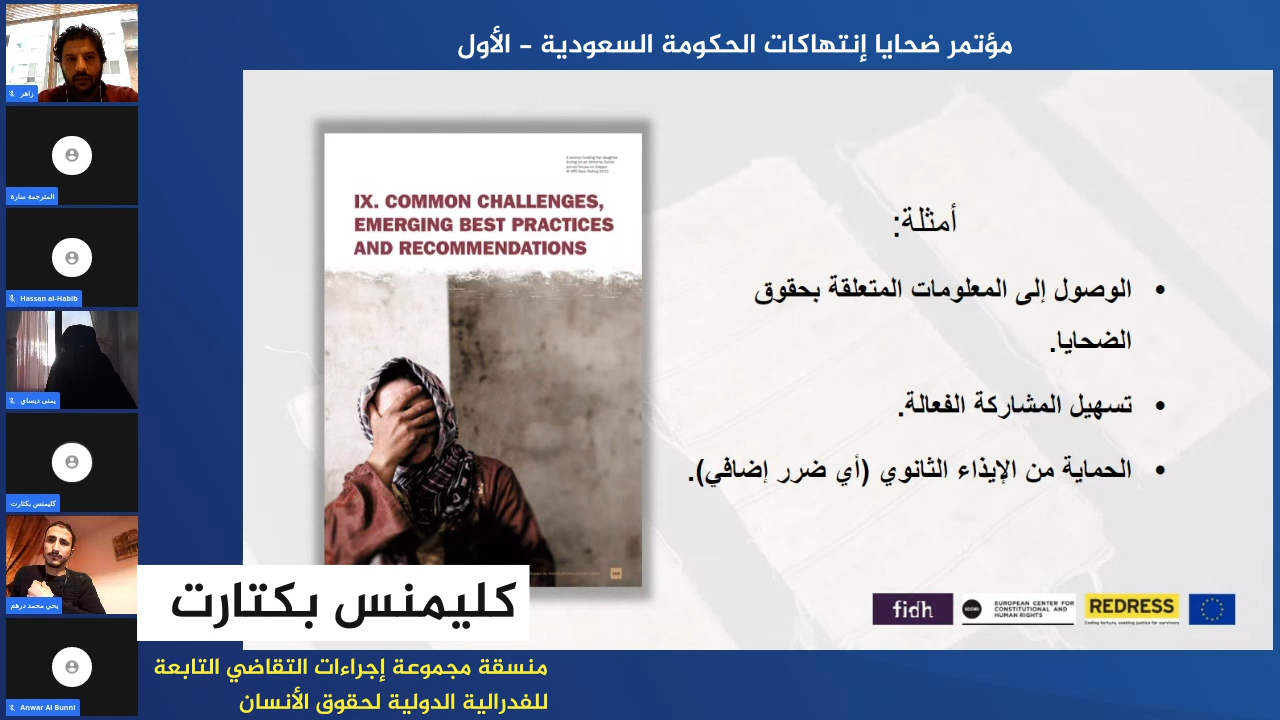 مؤتمر ضحايا إنتهاكات الحكومة السعودية - الأول
زاهر
المترجمة سارة
Hassan al-Habib
يمنى ديساي
كليمنس بكتارت
يحي محمد درهم
Anwar Al Bunni
IX. COMMON CHALLENGES,
EMERGING BEST PRACTICES
AND RECOMMENDATIONS
أمثلة:
• الوصول إلى المعلومات المتعلقة بحقوق
الضحايا.
• تسهيل المشاركة الفعالة.
• الحماية من الإيذاء الثانوي (أي ضرر إضافي).
fidh
ECCHR
EUROPEAN CENTER FOR
CONSTITUTIONAL AND
HUMAN RIGHTS
REDRESS
Ending torture, seeking justice for survivors
كليمنس بكتارت
منسقة مجموعة إجراءات التقاضي التابعة
للفدرالية الدولية لحقوق الأنسان